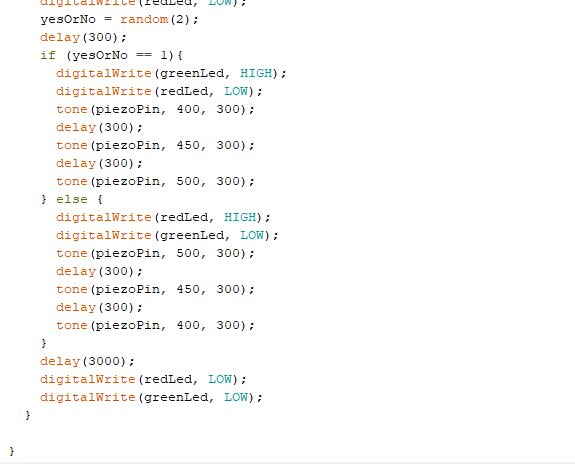 digitalWrite(redLed, LOW);
yesOrNo = random(2);
delay(300);
if (yesOrNo == 1){
digitalWrite(greenLed, HIGH);
digitalWrite(redLed, LOW);
tone(piezoPin, 400, 300);
delay(300);
tone(piezoPin, 450, 300);
delay(300);
tone(piezoPin, 500, 300);
} else {
digitalWrite(redLed, HIGH);
digitalWrite(greenLed, LOW);
tone(piezoPin, 500, 300);
delay(300);
tone(piezoPin, 450, 300);
delay(300);
tone(piezoPin, 400, 300);
}
delay(3000);
digitalWrite(redLed, LOW);
digitalWrite(greenLed, LOW);
}
}